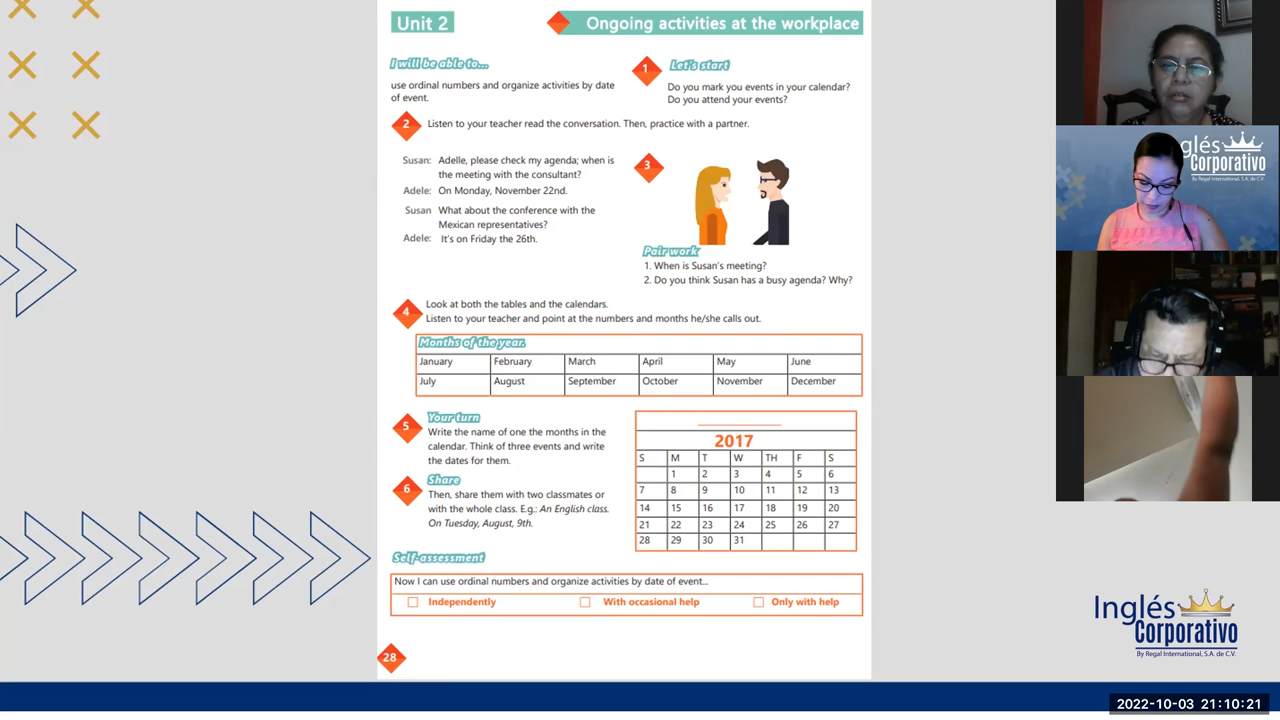 Unit 2
Ongoing activities at the workplace
I will be able to...
use ordinal numbers and organize activities by date
of event.
1
Let's start
Do you mark you events in your calendar?
Do you attend your events?
2
Listen to your teacher read the conversation. Then, practice with a partner.
Susan: Adelle, please check my agenda; when is
the meeting with the consultant?
Adele: On Monday, November 22nd.
Susan What about the conference with the
Mexican representatives?
Adele: It's on Friday the 26th.
3
Pair work
1. When is Susan's meeting?
2. Do you think Susan has a busy agenda? Why?
4
Look at both the tables and the calendars.
Listen to your teacher and point at the numbers and months he/she calls out.
Months of the year.
January February March April May June
July August September October November December
5
Your turn
Write the name of one the months in the
calendar. Think of three events and write
the dates for them.
6
Share
Then, share them with two classmates or
with the whole class. E.g.: An English class.
On Tuesday, August, 9th.
2017
S M T W TH F S
1 2 3 4 5 6
7 8 9 10 11 12 13
14 15 16 17 18 19 20
21 22 23 24 25 26 27
28 29 30 31
Self-assessment
Now I can use ordinal numbers and organize activities by date of event...
Independently With occasional help Only with help
28
glés
Corporativo
By Regal International, S.A. de C.V.
Inglés
Corporativo
By Regal International, S.A. de C.V.
2022-10-03 21:10:21